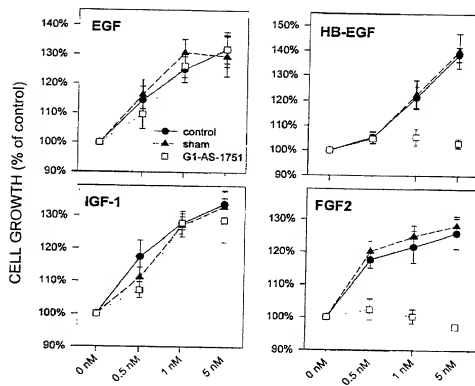 CELL GROWTH (% of control)
EGF
140%
130%
120%
110%
100%
90%
control
sham
G1-AS-1751
HB-EGF
150%
140%
130%
120%
110%
100%
90%
IGF-1
130%
120%
110%
100%
90%
0 nM
0.5 nM
1 nM
5 nM
FGF2
120%
110%
100%
90%
0 nM
0.5 nM
1 nM
5 nM